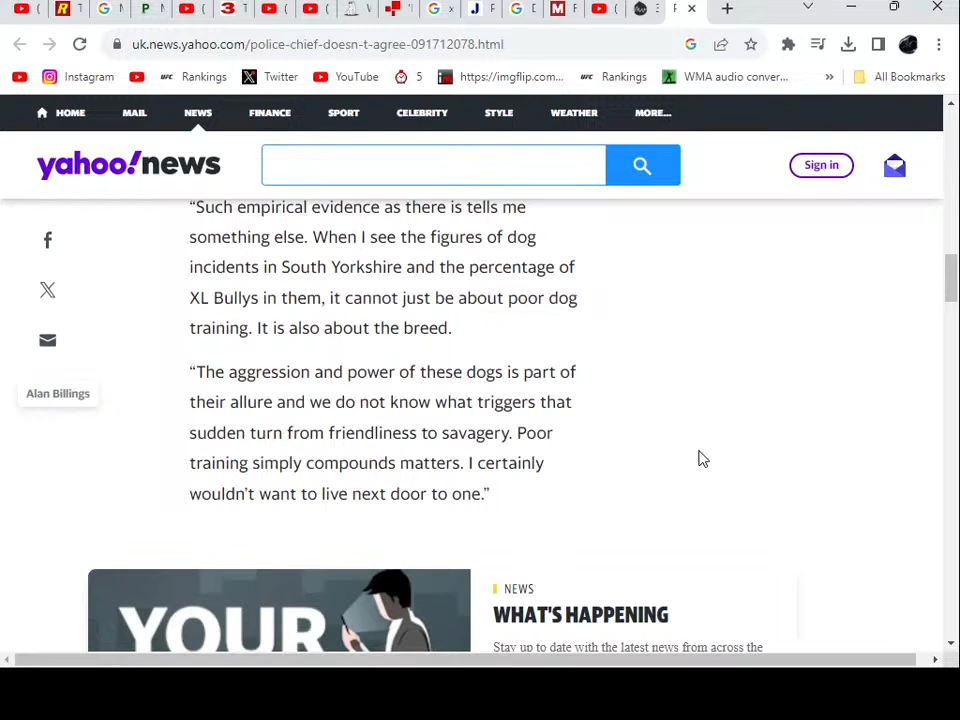 uk.news.yahoo.com/police-chief-doesn-t-agree-091712078.html
Instagram Rankings Twitter YouTube 5 https://imgflip.com... Rankings WMA audio conver... » All Bookmarks
HOME MAIL NEWS FINANCE SPORT CELEBRITY STYLE WEATHER MORE...
yahoo!news
Sign in
“Such empirical evidence as there is tells me
something else. When I see the figures of dog
incidents in South Yorkshire and the percentage of
XL Bullys in them, it cannot just be about poor dog
training. It is also about the breed.
“The aggression and power of these dogs is part of
their allure and we do not know what triggers that
sudden turn from friendliness to savagery. Poor
training simply compounds matters. I certainly
wouldn’t want to live next door to one.”
Alan Billings
YOUR
NEWS
WHAT'S HAPPENING
Stay up to date with the latest news from across the